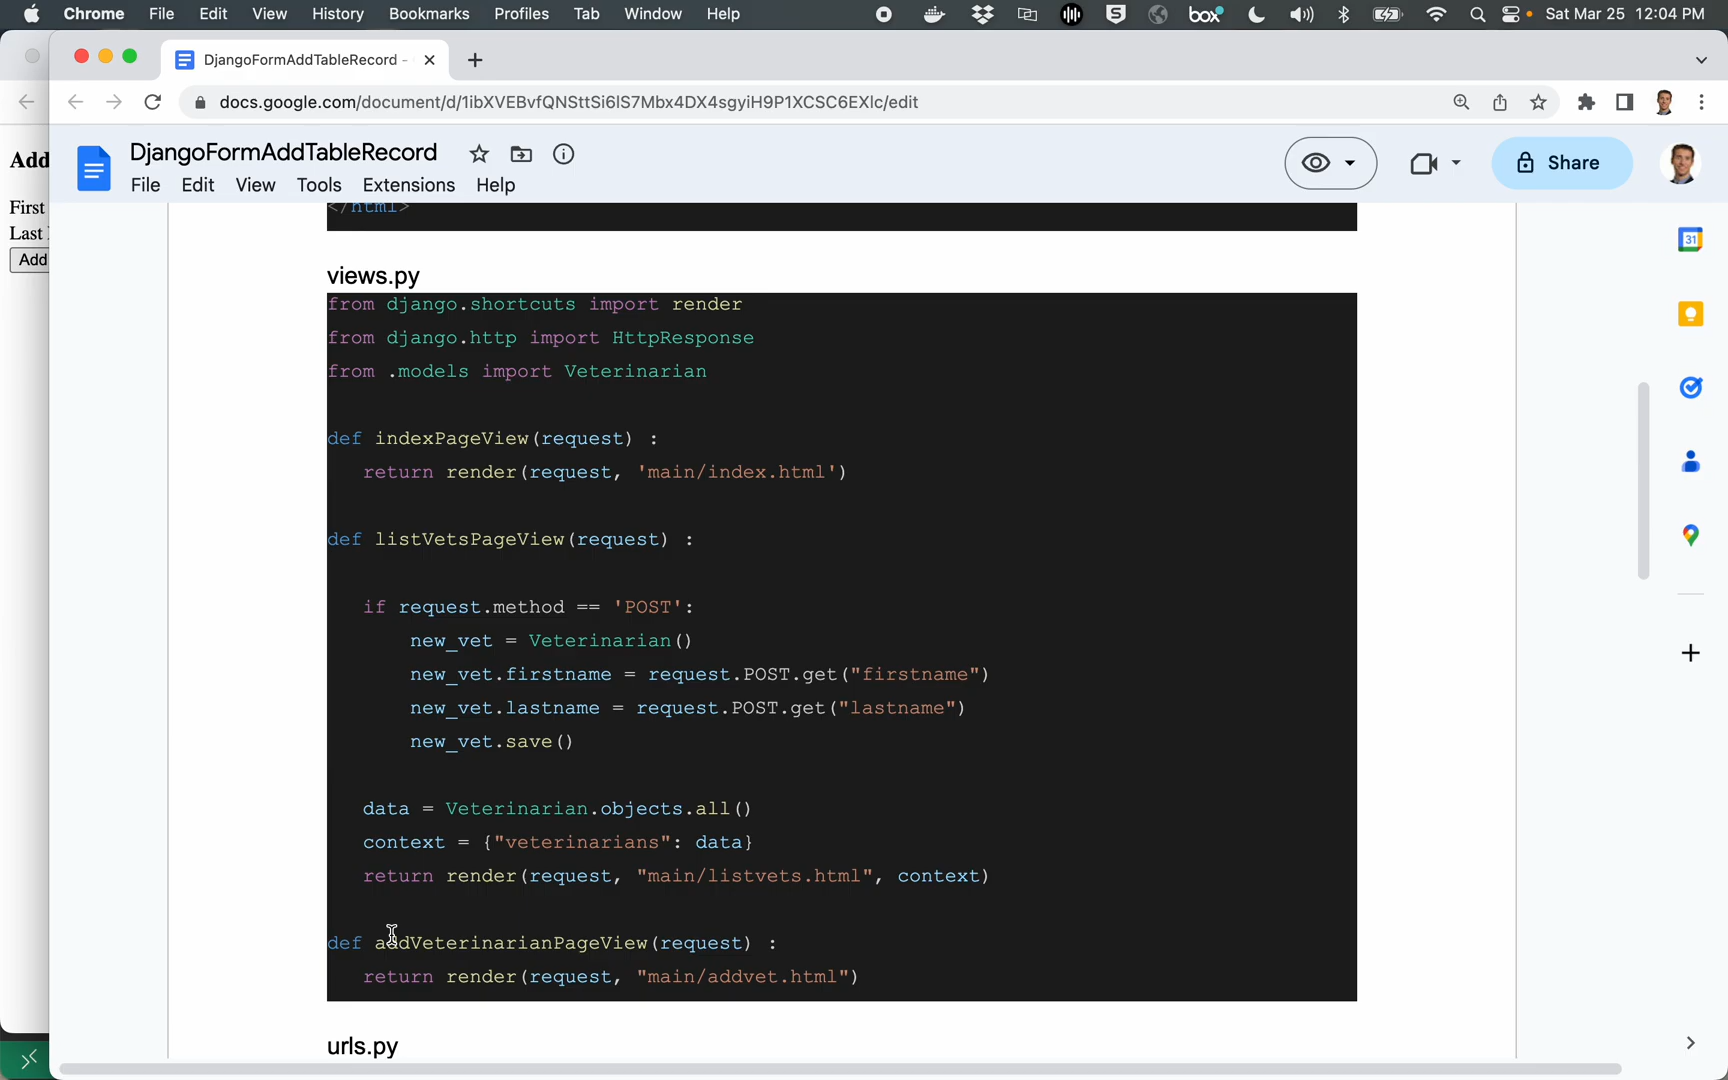 Chrome File Edit View History Bookmarks Profiles Tab Window Help box Sat Mar 25 12:04 PM
DjangoFormAddTableRecord -
docs.google.com/document/d/1ibXVEBvfQNSttSi6lS7Mbx4DX4sgyiH9P1XCSC6EXlc/edit
DjangoFormAddTableRecord
File Edit View Tools Extensions Help
Share
Add
First
Last
Add
</html>
views.py
from django.shortcuts import render
from django.http import HttpResponse
from .models import Veterinarian
def indexPageView(request) :
return render(request, 'main/index.html')
def listVetsPageView(request) :
if request.method == 'POST':
new_vet = Veterinarian()
new_vet.firstname = request.POST.get("firstname")
new_vet.lastname = request.POST.get("lastname")
new_vet.save()
data = Veterinarian.objects.all()
context = {"veterinarians": data}
return render(request, "main/listvets.html", context)
def addVeterinarianPageView(request) :
return render(request, "main/addvet.html")
urls.py
31